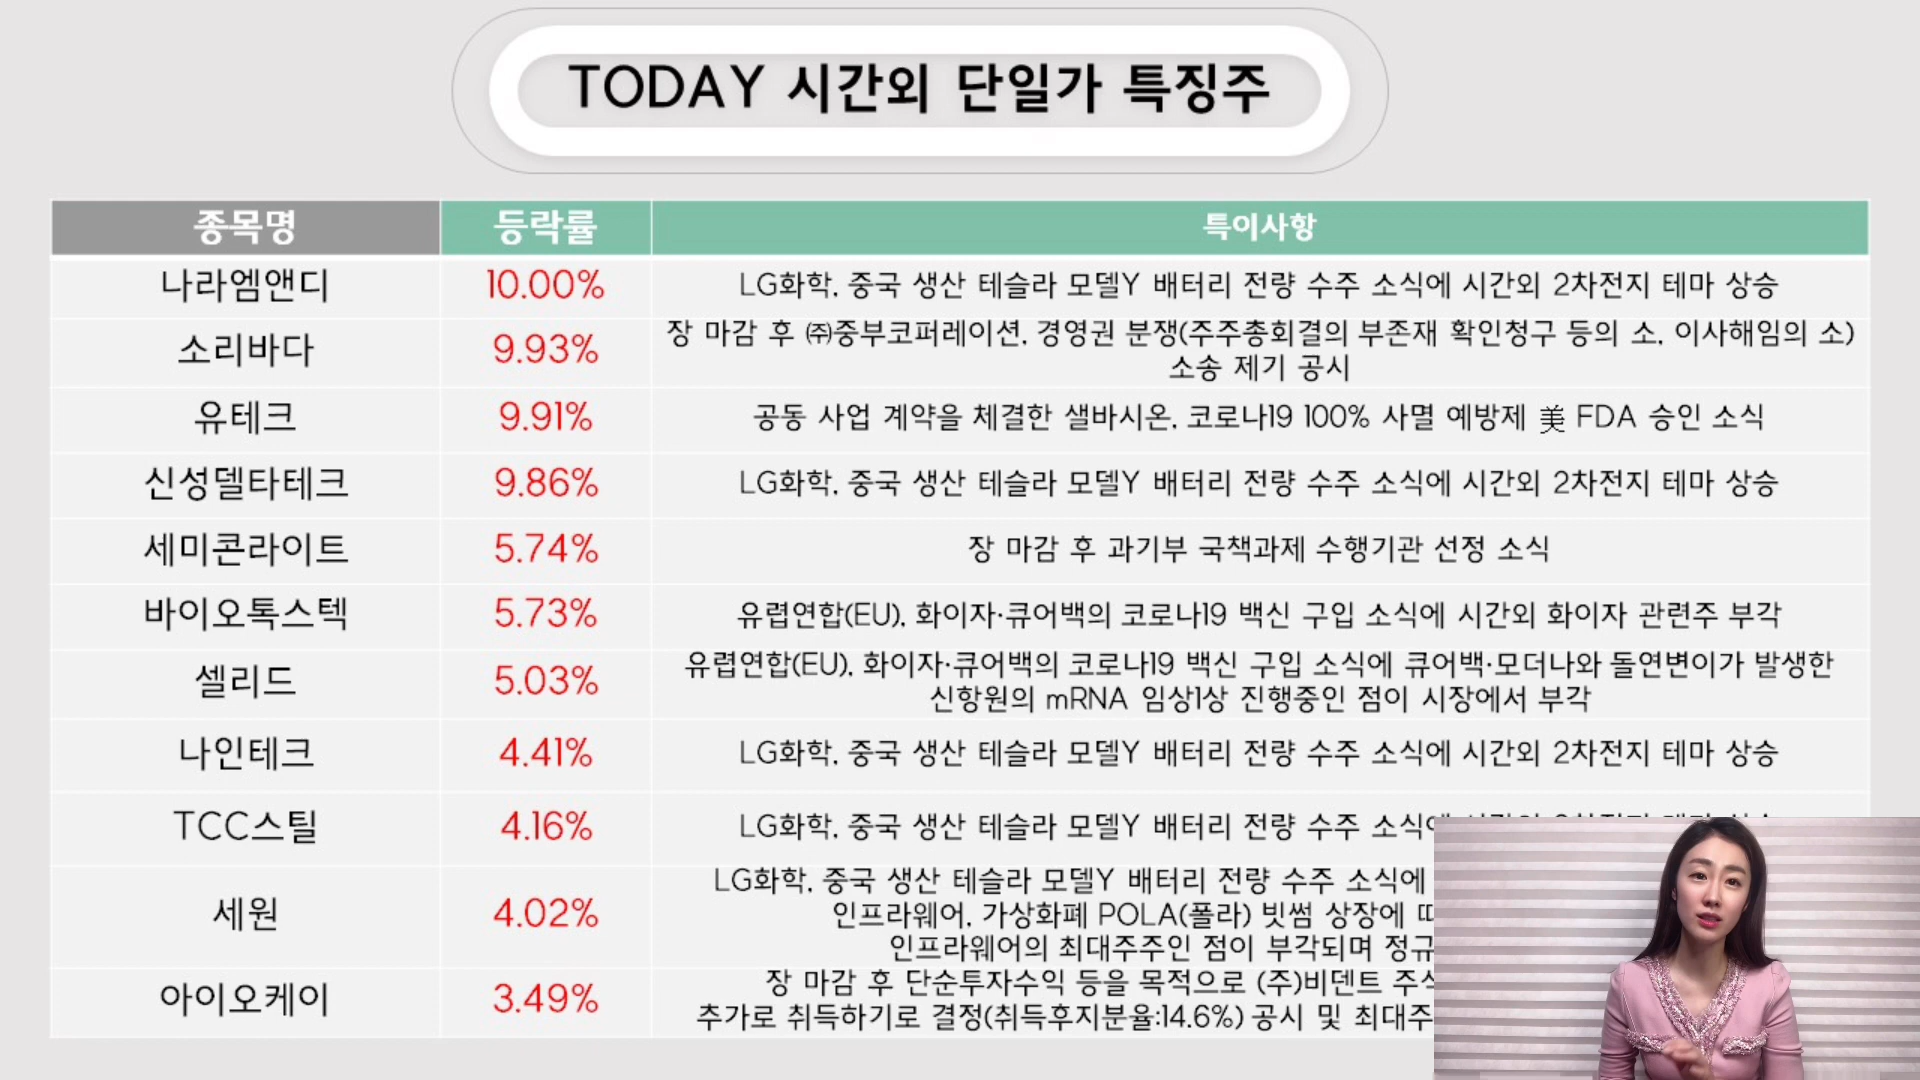 TODAY 시간외 단일가 특징주
종목명 등락률 특이사항
나라엠앤디 10.00% LG화학, 중국 생산 테슬라 모델Y 배터리 전량 수주 소식에 시간외 2차전지 테마 상승
소리바다 9.93% 장 마감 후 ㈜중부코퍼레이션, 경영권 분쟁(주주총회결의 부존재 확인청구 등의 소, 이사해임의 소)
소송 제기 공시
유테크 9.91% 공동 사업 계약을 체결한 샐바시온, 코로나19 100% 사멸 예방제 美 FDA 승인 소식
신성델타테크 9.86% LG화학, 중국 생산 테슬라 모델Y 배터리 전량 수주 소식에 시간외 2차전지 테마 상승
세미콘라이트 5.74% 장 마감 후 과기부 국책과제 수행기관 선정 소식
바이오톡스텍 5.73% 유렵연합(EU), 화이자·큐어백의 코로나19 백신 구입 소식에 시간외 화이자 관련주 부각
셀리드 5.03% 유렵연합(EU), 화이자·큐어백의 코로나19 백신 구입 소식에 큐어백·모더나와 돌연변이가 발생한
신항원의 mRNA 임상1상 진행중인 점이 시장에서 부각
나인테크 4.41% LG화학, 중국 생산 테슬라 모델Y 배터리 전량 수주 소식에 시간외 2차전지 테마 상승
TCC스틸 4.16% LG화학, 중국 생산 테슬라 모델Y 배터리 전량 수주
세원 4.02% LG화학, 중국 생산 테슬라 모델Y 배터리 전량 수주 소식에
인프라웨어, 가상화폐 POLA(폴라) 빗썸 상장에
인프라웨어의 최대주주인 점이 부각되며
아이오케이 3.49% 장 마감 후 단순투자수익 등을 목적으로 (주)비덴트
추가로 취득하기로 결정(취득후지분율:14.6%) 공시 및